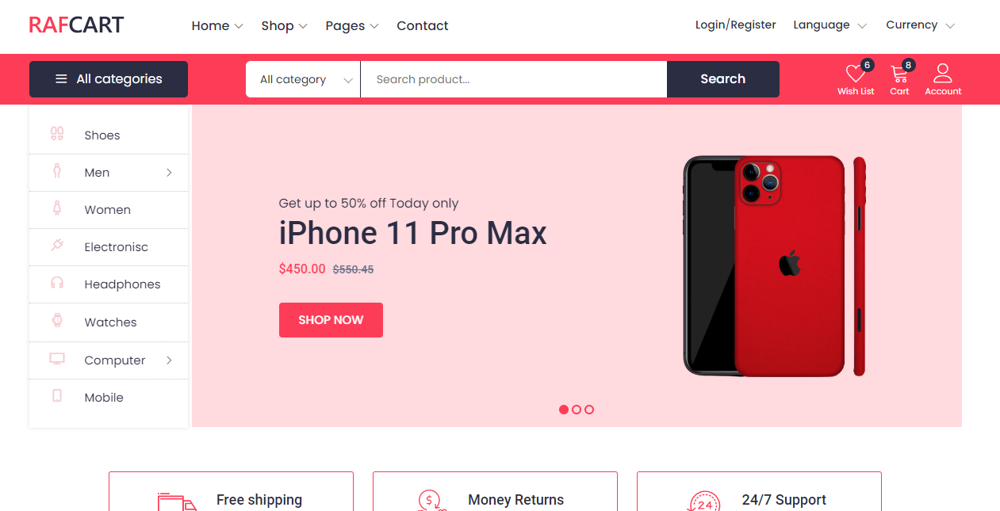 RAFCART
Home Shop Pages Contact
Login/Register Language Currency
All categories
All category Search product... Search
6 8
Wish List Cart Account
Shoes
Men
Women
Electronisc
Headphones
Watches
Computer
Mobile
Get up to 50% off Today only
iPhone 11 Pro Max
$450.00 $550.45
SHOP NOW
Free shipping
$ Money Returns
24 24/7 Support